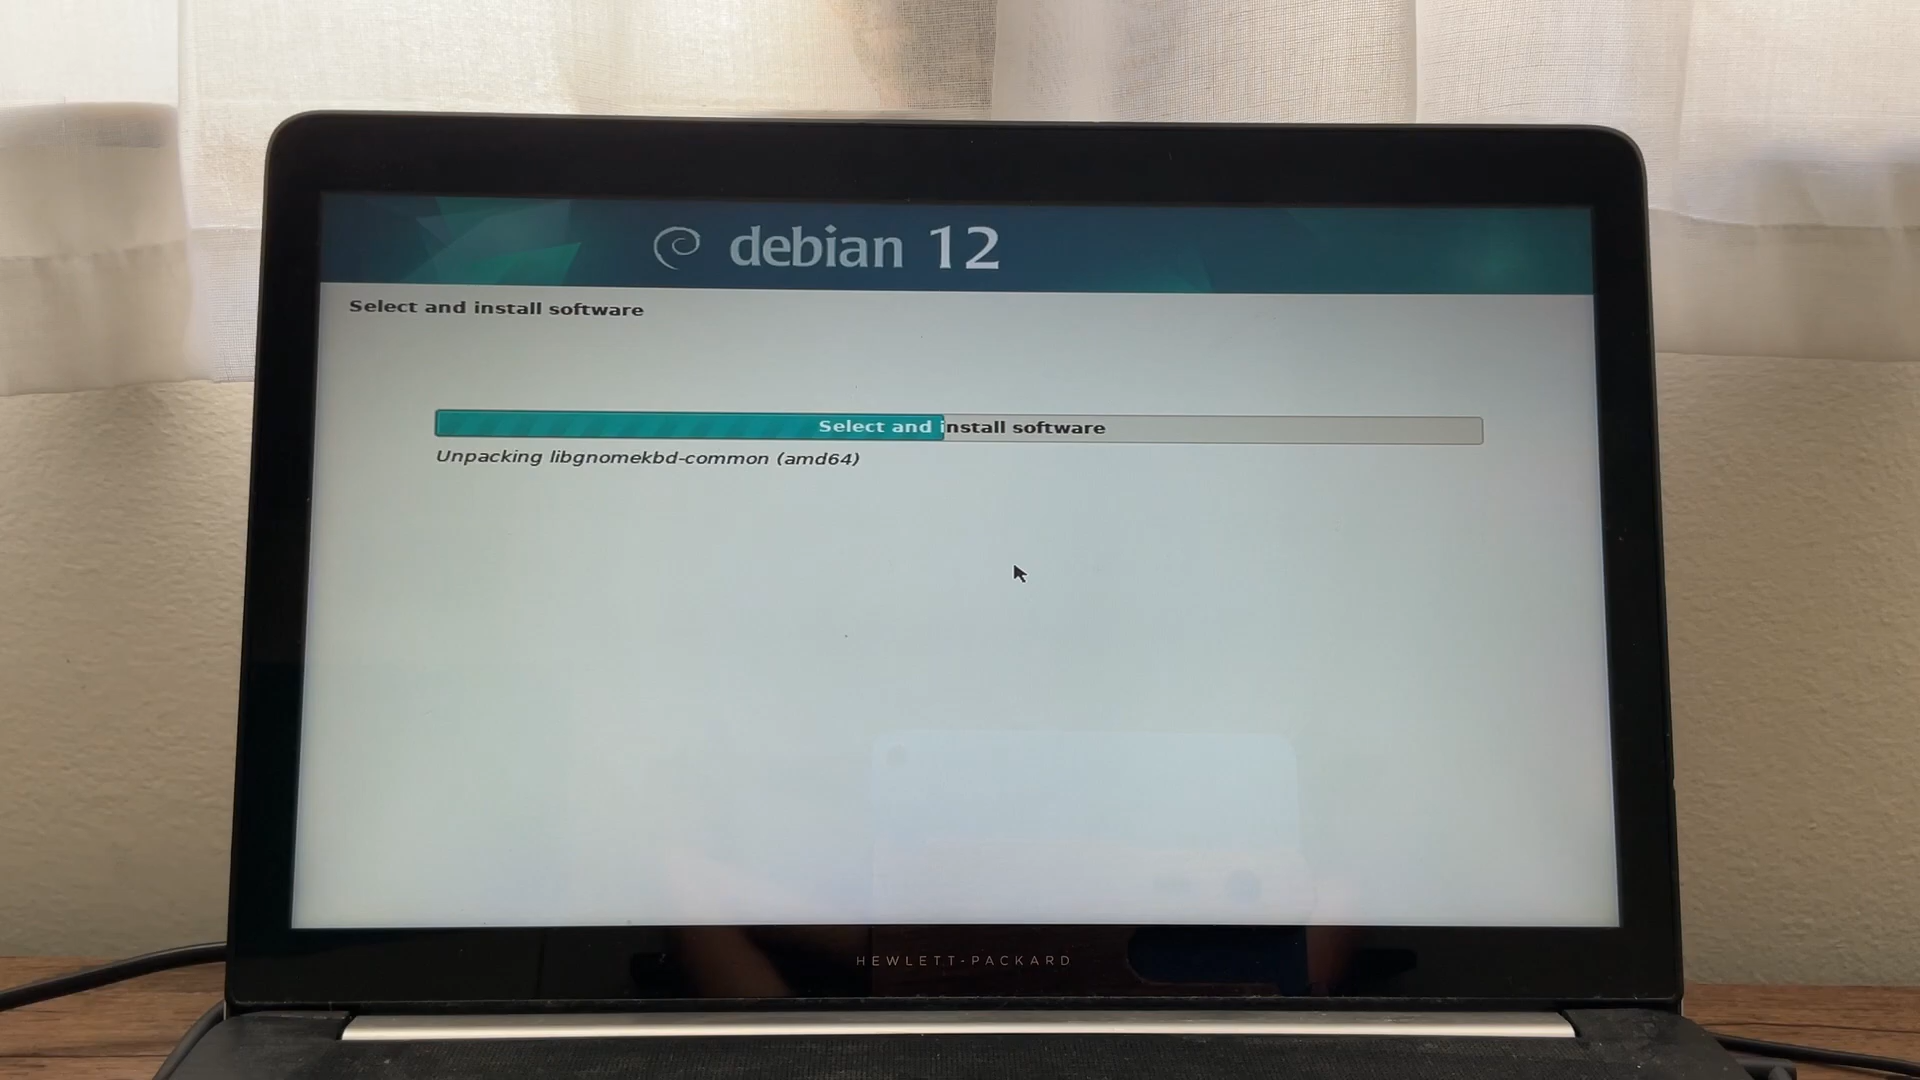 debian 12
Select and install software
Select and install software
Unpacking libgnomekbd-common (amd64)
HEWLETT-PACKARD